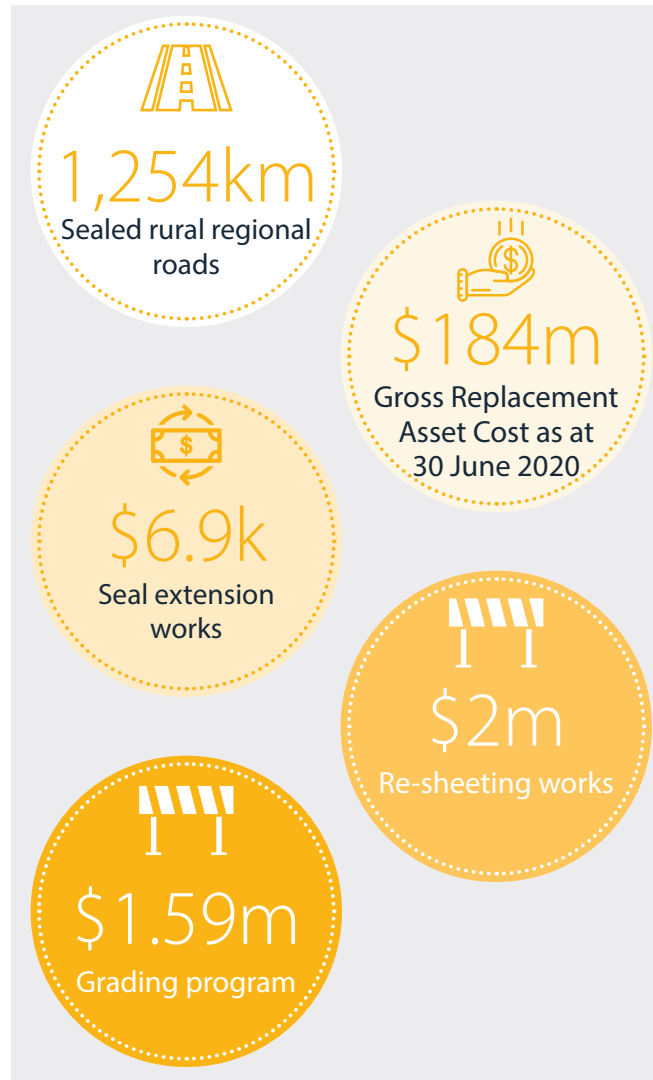 1,254km
Sealed rural regional
roads
$
$184m
Gross Replacement
Asset Cost as at
30 June 2020
$
$6.9k
Seal extension
works
$2m
Re-sheeting works
$1.59m
Grading program